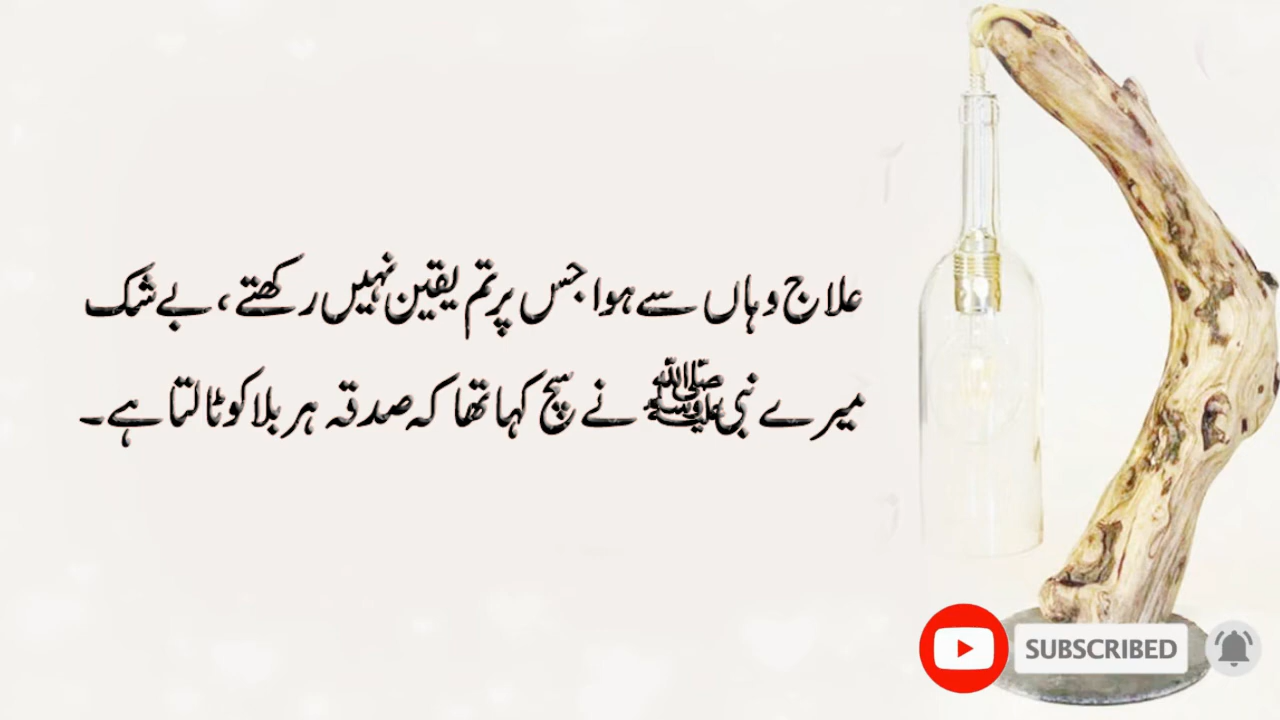 علاج وہاں سے ہوا جس پر تم یقین نہیں رکھتے، بے شک
میرے نبی ﷺ نے سچ کہا تھا کہ صدقہ ہر بلا کو ٹالتا ہے۔
SUBSCRIBED